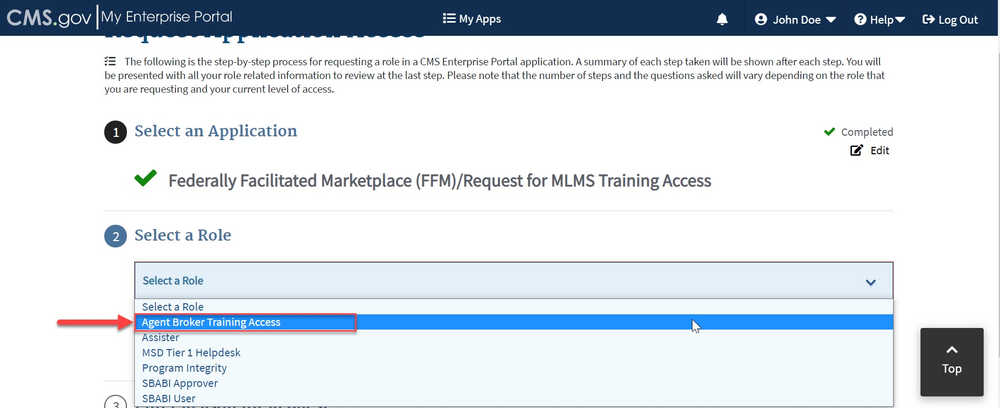 CMS.gov My Enterprise Portal
My Apps
John Doe
Help
Log Out
Request Application Access
The following is the step-by-step process for requesting a role in a CMS Enterprise Portal application. A summary of each step taken will be shown after each step. You will
be presented with all your role related information to review at the last step. Please note that the number of steps and the questions asked will vary depending on the role that
you are requesting and your current level of access.
1 Select an Application
Completed
Edit
Federally Facilitated Marketplace (FFM)/Request for MLMS Training Access
2 Select a Role
Select a Role
Select a Role
Agent Broker Training Access
Assister
MSD Tier 1 Helpdesk
Program Integrity
SBABI Approver
SBABI User
Top
3